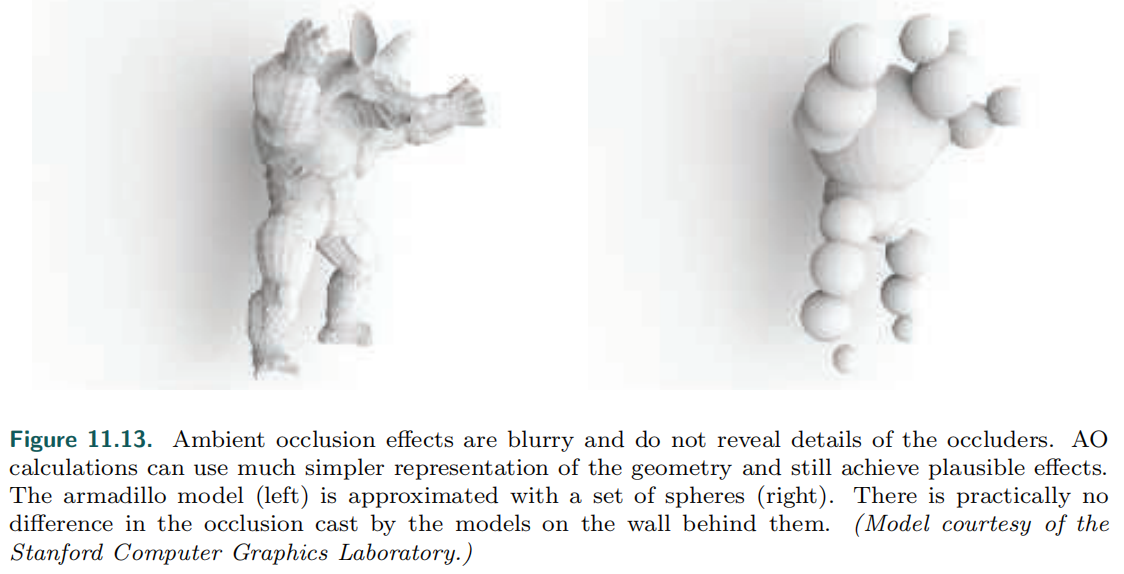 Figure 11.13. Ambient occlusion effects are blurry and do not reveal details of the occluders. AO
calculations can use much simpler representation of the geometry and still achieve plausible effects.
The armadillo model (left) is approximated with a set of spheres (right). There is practically no
difference in the occlusion cast by the models on the wall behind them. (Model courtesy of the
Stanford Computer Graphics Laboratory.)